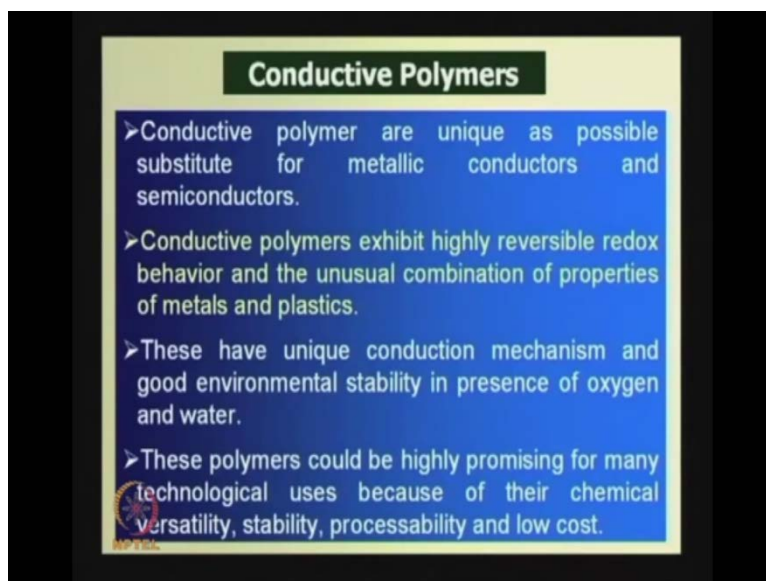 Conductive Polymers
➢Conductive polymer are unique as possible
substitute for metallic conductors and
semiconductors.
➢Conductive polymers exhibit highly reversible redox
behavior and the unusual combination of properties
of metals and plastics.
➢These have unique conduction mechanism and
good environmental stability in presence of oxygen
and water.
➢These polymers could be highly promising for many
technological uses because of their chemical
versatility, stability, processability and low cost.
NPTEL